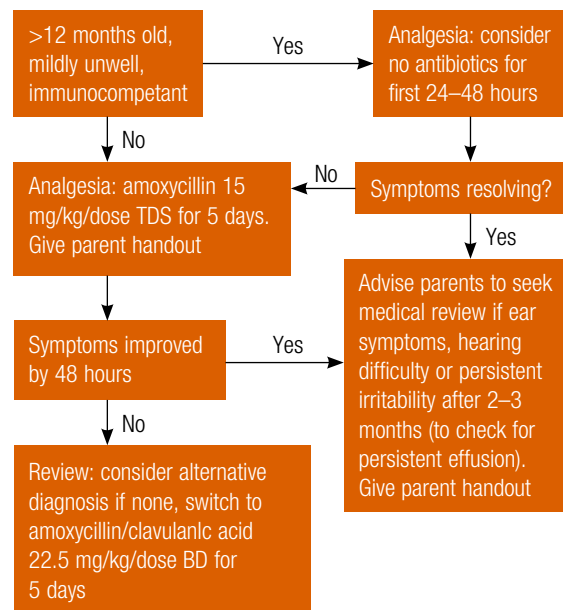 >12 months old,
mildly unwell,
immunocompetant
Yes
Analgesia: consider
no antibiotics for
first 24–48 hours
No
Analgesia: amoxycillin 15
mg/kg/dose TDS for 5 days.
Give parent handout
No
Symptoms resolving?
Yes
Symptoms improved
by 48 hours
Yes
Advise parents to seek
medical review if ear
symptoms, hearing
difficulty or persistent
irritability after 2–3
months (to check for
persistent effusion).
Give parent handout
No
Review: consider alternative
diagnosis if none, switch to
amoxycillin/clavulanlc acid
22.5 mg/kg/dose BD for
5 days